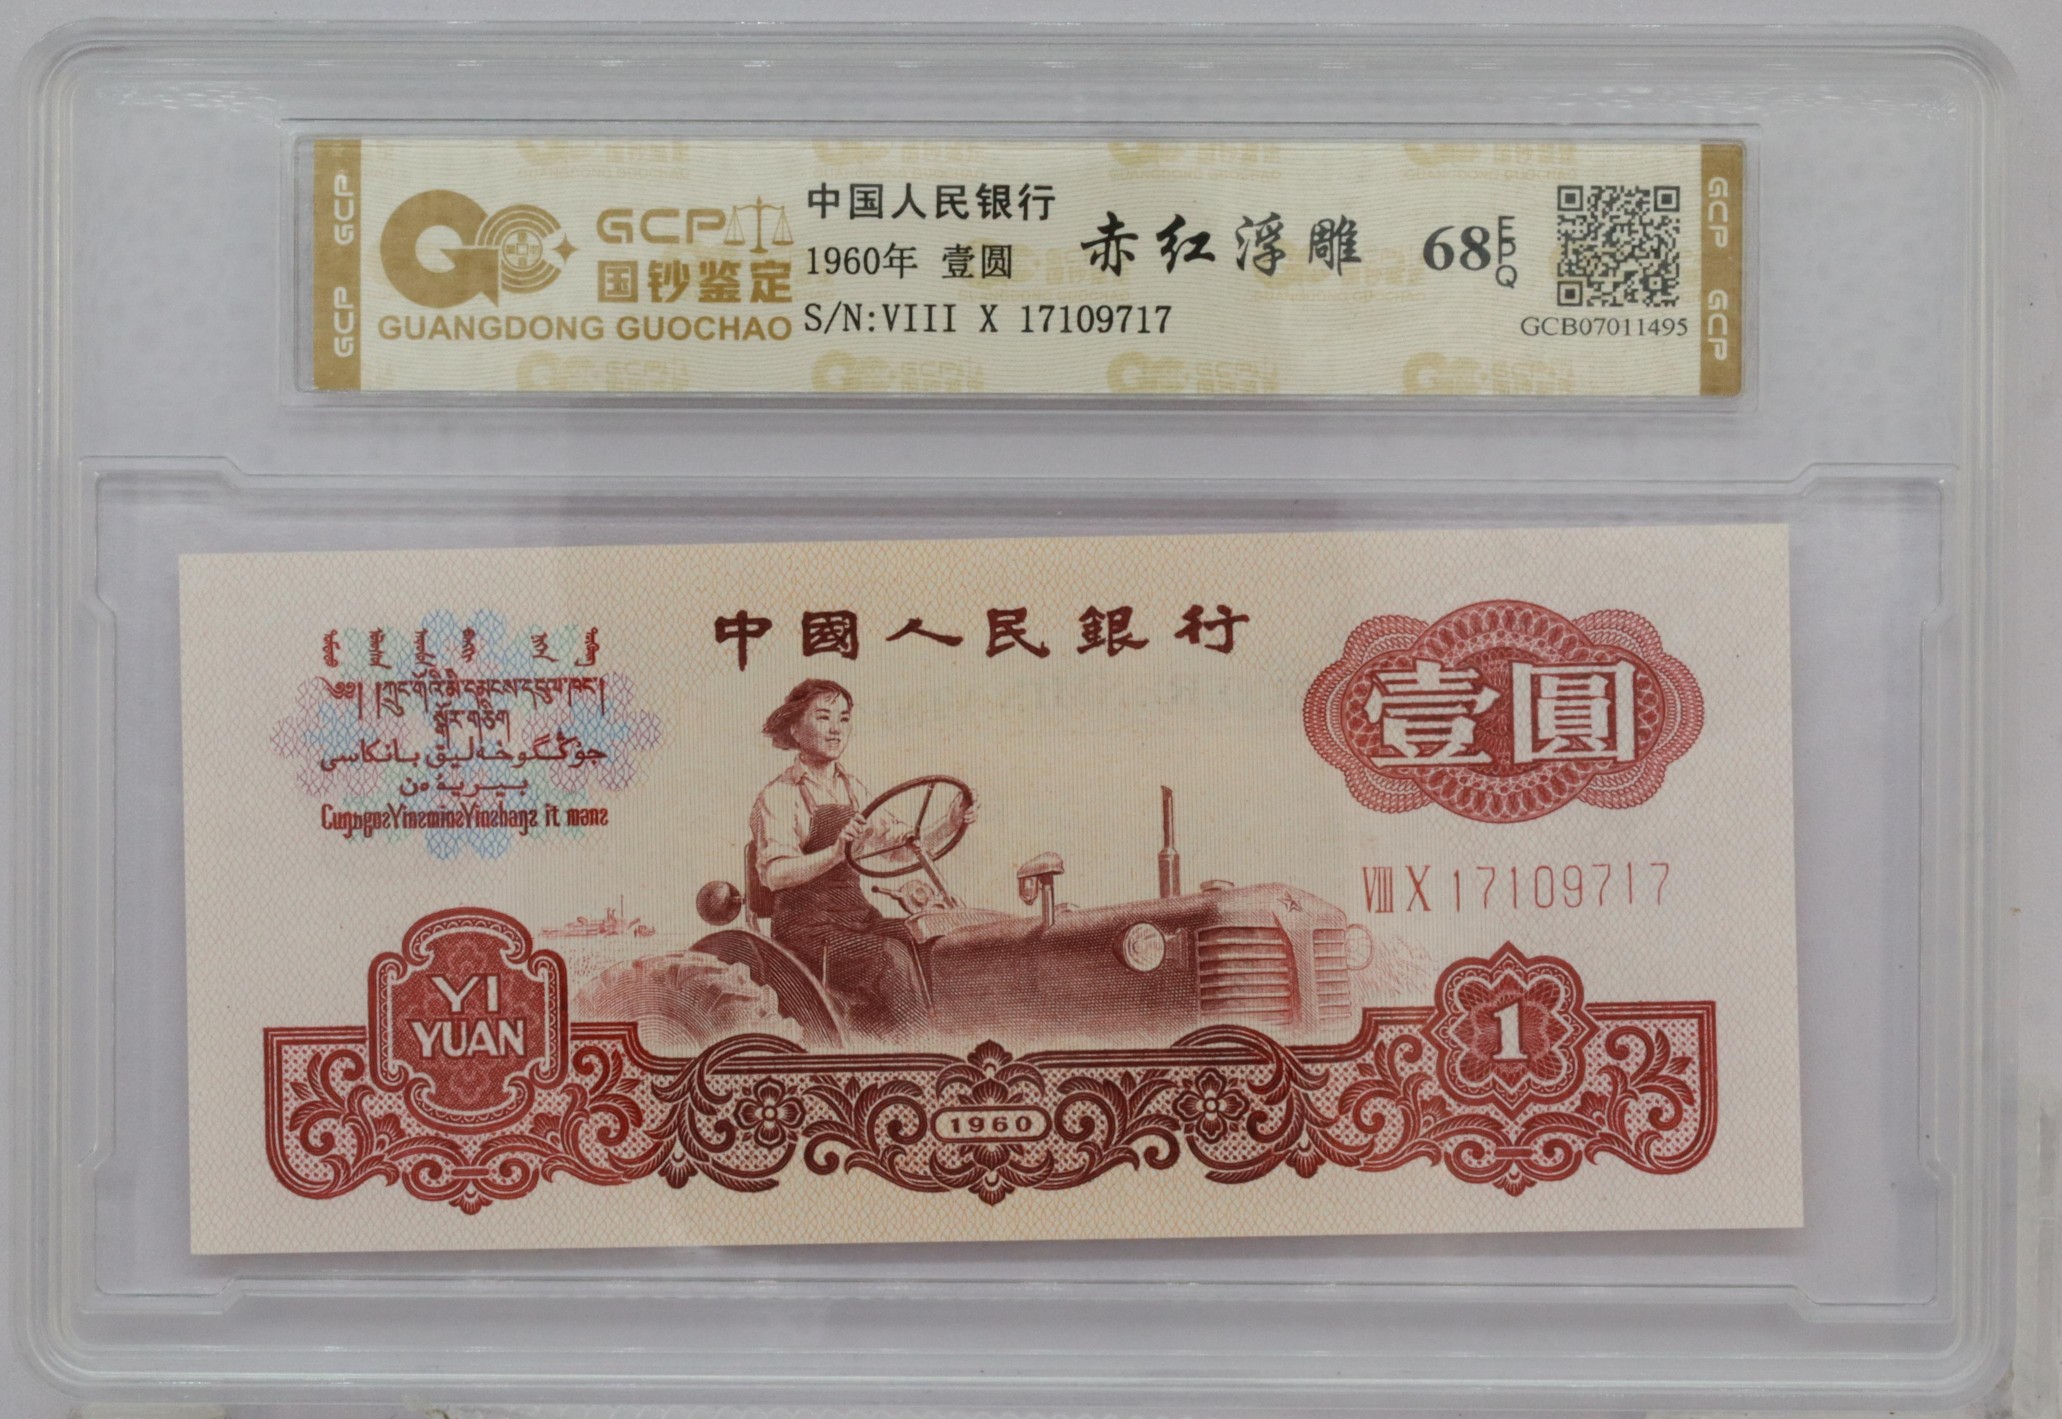 GCP
GCP
GCP
国钞鉴定
GUANGDONG GUOCHAO
中国人民银行
1960年 壹圆
S/N:VIII X 17109717
赤红浮雕
68 EPQ
GCB07011495
GCP
GCP
中國人民銀行
壹圓
VIII X 17109717
YI
YUAN
1
1960